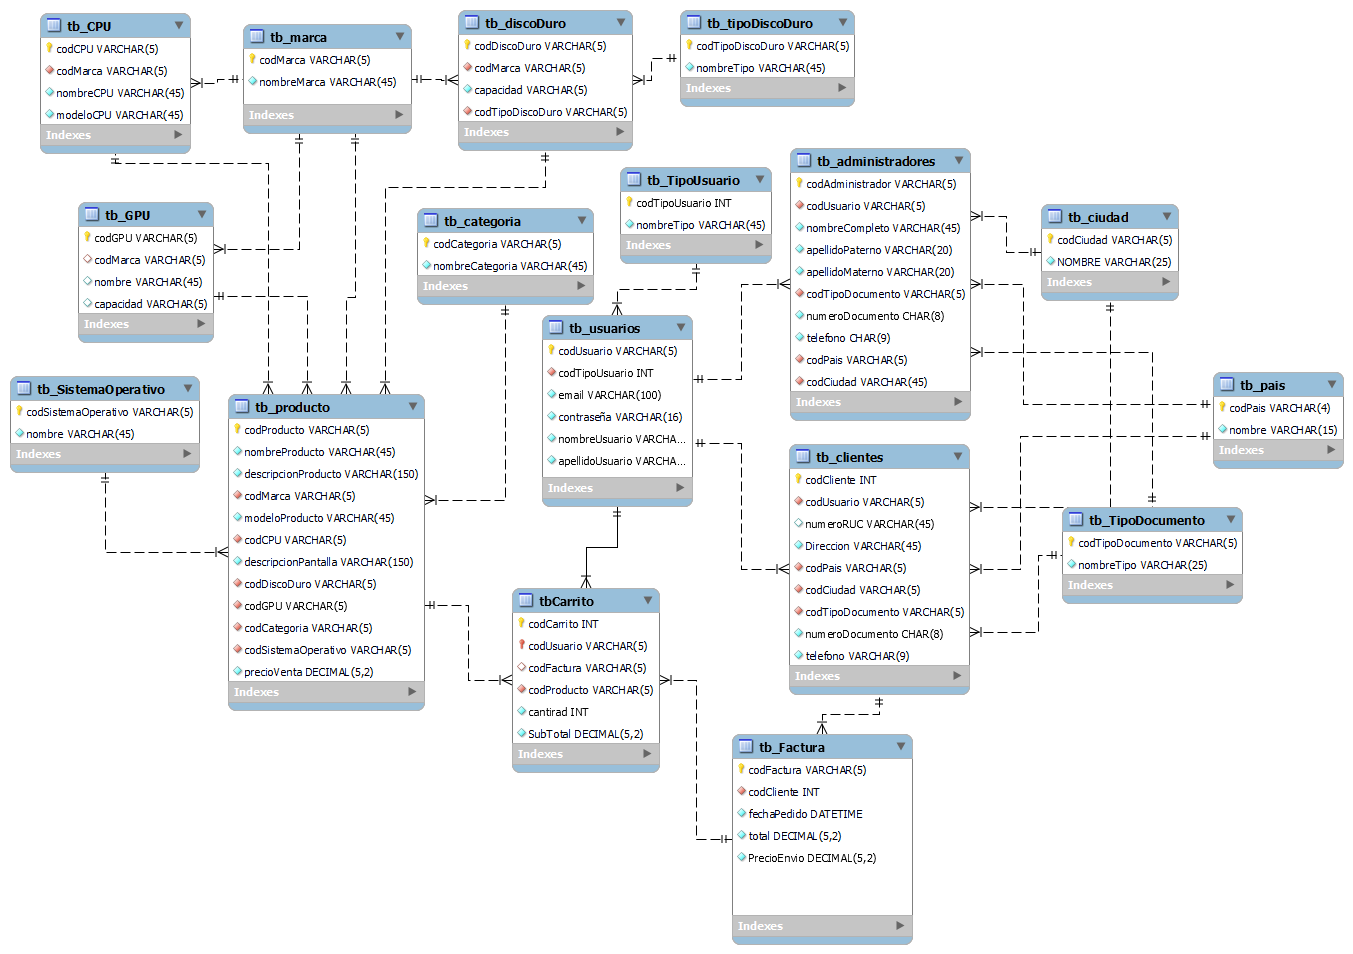 tb_CPU
codCPU VARCHAR(5)
codMarca VARCHAR(5)
nombreCPU VARCHAR(45)
modeloCPU VARCHAR(45)
Indexes
tb_marca
codMarca VARCHAR(5)
nombreMarca VARCHAR(45)
Indexes
tb_discoDuro
codDiscoDuro VARCHAR(5)
codMarca VARCHAR(5)
capacidad VARCHAR(5)
codTipoDiscoDuro VARCHAR(5)
Indexes
tb_tipoDiscoDuro
codTipoDiscoDuro VARCHAR(5)
nombreTipo VARCHAR(45)
Indexes
tb_GPU
codGPU VARCHAR(5)
codMarca VARCHAR(5)
nombre VARCHAR(45)
capacidad VARCHAR(5)
Indexes
tb_categoria
codCategoria VARCHAR(5)
nombreCategoria VARCHAR(45)
Indexes
tb_TipoUsuario
codTipoUsuario INT
nombreTipo VARCHAR(45)
Indexes
tb_administradores
codAdministrador VARCHAR(5)
codUsuario VARCHAR(5)
nombreCompleto VARCHAR(45)
apellidoPaterno VARCHAR(20)
apellidoMaterno VARCHAR(20)
codTipoDocumento VARCHAR(5)
numeroDocumento CHAR(8)
telefono CHAR(9)
codPais VARCHAR(5)
codCiudad VARCHAR(45)
Indexes
tb_ciudad
codCiudad VARCHAR(5)
NOMBRE VARCHAR(25)
Indexes
tb_SistemaOperativo
codSistemaOperativo VARCHAR(5)
nombre VARCHAR(45)
Indexes
tb_producto
codProducto VARCHAR(5)
nombreProducto VARCHAR(45)
descripcionProducto VARCHAR(150)
codMarca VARCHAR(5)
modeloProducto VARCHAR(45)
codCPU VARCHAR(5)
descripcionPantalla VARCHAR(150)
codDiscoDuro VARCHAR(5)
codGPU VARCHAR(5)
codCategoria VARCHAR(5)
codSistemaOperativo VARCHAR(5)
precioVenta DECIMAL(5,2)
Indexes
tb_usuarios
codUsuario VARCHAR(5)
codTipoUsuario INT
email VARCHAR(100)
contraseña VARCHAR(16)
nombreUsuario VARCHA...
apellidoUsuario VARCHA...
Indexes
tb_pais
codPais VARCHAR(4)
nombre VARCHAR(15)
Indexes
tb_clientes
codCliente INT
codUsuario VARCHAR(5)
numeroRUC VARCHAR(45)
Direccion VARCHAR(45)
codPais VARCHAR(5)
codCiudad VARCHAR(5)
codTipoDocumento VARCHAR(5)
numeroDocumento CHAR(8)
telefono VARCHAR(9)
Indexes
tb_TipoDocumento
codTipoDocumento VARCHAR(5)
nombreTipo VARCHAR(25)
Indexes
tbCarrito
codCarrito INT
codUsuario VARCHAR(5)
codFactura VARCHAR(5)
codProducto VARCHAR(5)
cantirad INT
SubTotal DECIMAL(5,2)
Indexes
tb_Factura
codFactura VARCHAR(5)
codCliente INT
fechaPedido DATETIME
total DECIMAL(5,2)
PrecioEnvio DECIMAL(5,2)
Indexes